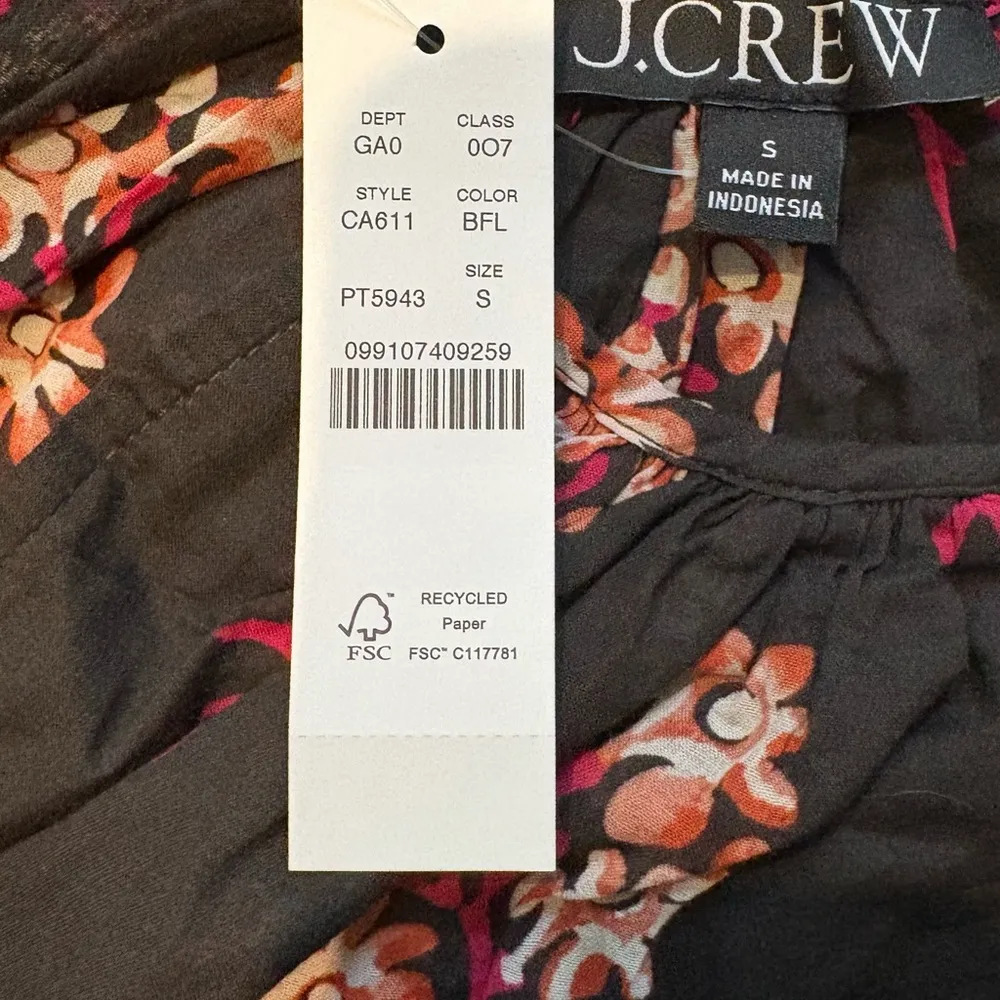 J.CREW
S
MADE IN
INDONESIA
DEPT CLASS
GA0 0O7
STYLE COLOR
CA611 BFL
SIZE
PT5943 S
099107409259
RECYCLED
Paper
FSC™ FSC™ C117781